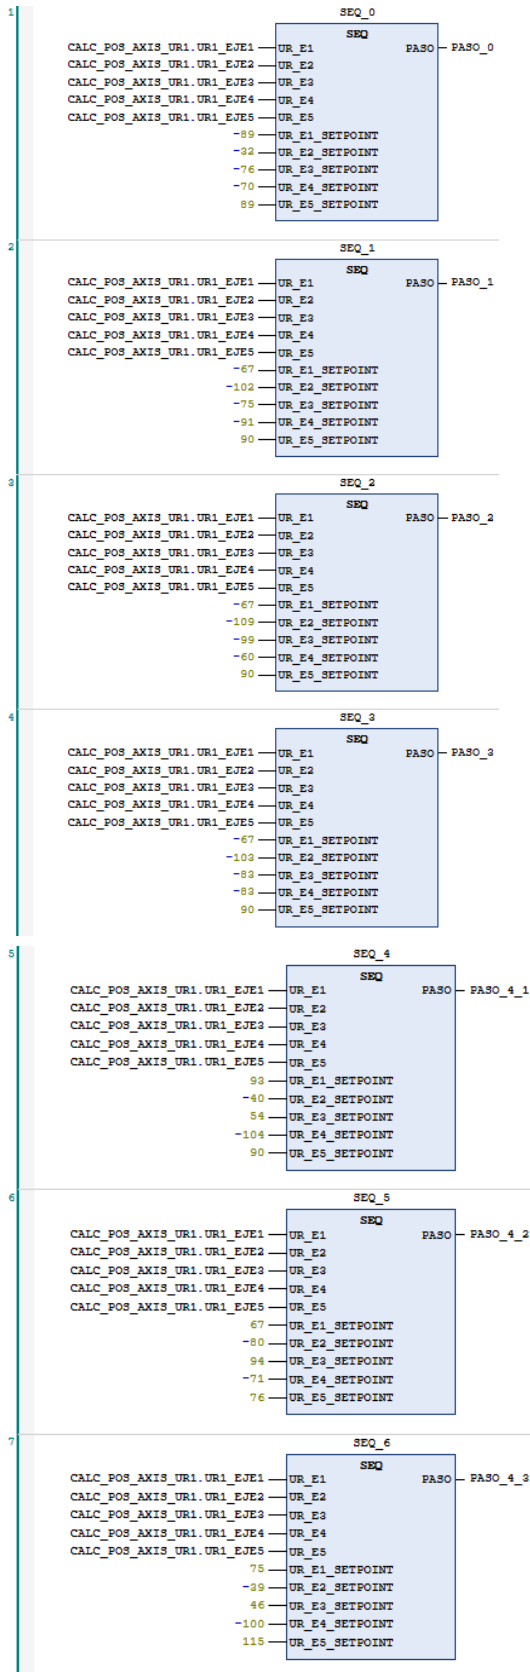 1
SEQ_0
SEQ
CALC_POS_AXIS_UR1.UR1_EJE1 UR_E1 PASO PASO_0
CALC_POS_AXIS_UR1.UR1_EJE2 UR_E2
CALC_POS_AXIS_UR1.UR1_EJE3 UR_E3
CALC_POS_AXIS_UR1.UR1_EJE4 UR_E4
CALC_POS_AXIS_UR1.UR1_EJE5 UR_E5
-89 UR_E1_SETPOINT
-32 UR_E2_SETPOINT
-76 UR_E3_SETPOINT
-70 UR_E4_SETPOINT
89 UR_E5_SETPOINT
2
SEQ_1
SEQ
CALC_POS_AXIS_UR1.UR1_EJE1 UR_E1 PASO PASO_1
CALC_POS_AXIS_UR1.UR1_EJE2 UR_E2
CALC_POS_AXIS_UR1.UR1_EJE3 UR_E3
CALC_POS_AXIS_UR1.UR1_EJE4 UR_E4
CALC_POS_AXIS_UR1.UR1_EJE5 UR_E5
-67 UR_E1_SETPOINT
-102 UR_E2_SETPOINT
-75 UR_E3_SETPOINT
-91 UR_E4_SETPOINT
90 UR_E5_SETPOINT
3
SEQ_2
SEQ
CALC_POS_AXIS_UR1.UR1_EJE1 UR_E1 PASO PASO_2
CALC_POS_AXIS_UR1.UR1_EJE2 UR_E2
CALC_POS_AXIS_UR1.UR1_EJE3 UR_E3
CALC_POS_AXIS_UR1.UR1_EJE4 UR_E4
CALC_POS_AXIS_UR1.UR1_EJE5 UR_E5
-67 UR_E1_SETPOINT
-109 UR_E2_SETPOINT
-99 UR_E3_SETPOINT
-60 UR_E4_SETPOINT
90 UR_E5_SETPOINT
4
SEQ_3
SEQ
CALC_POS_AXIS_UR1.UR1_EJE1 UR_E1 PASO PASO_3
CALC_POS_AXIS_UR1.UR1_EJE2 UR_E2
CALC_POS_AXIS_UR1.UR1_EJE3 UR_E3
CALC_POS_AXIS_UR1.UR1_EJE4 UR_E4
CALC_POS_AXIS_UR1.UR1_EJE5 UR_E5
-67 UR_E1_SETPOINT
-103 UR_E2_SETPOINT
-83 UR_E3_SETPOINT
-83 UR_E4_SETPOINT
90 UR_E5_SETPOINT
5
SEQ_4
SEQ
CALC_POS_AXIS_UR1.UR1_EJE1 UR_E1 PASO PASO_4_1
CALC_POS_AXIS_UR1.UR1_EJE2 UR_E2
CALC_POS_AXIS_UR1.UR1_EJE3 UR_E3
CALC_POS_AXIS_UR1.UR1_EJE4 UR_E4
CALC_POS_AXIS_UR1.UR1_EJE5 UR_E5
93 UR_E1_SETPOINT
-40 UR_E2_SETPOINT
54 UR_E3_SETPOINT
-104 UR_E4_SETPOINT
90 UR_E5_SETPOINT
6
SEQ_5
SEQ
CALC_POS_AXIS_UR1.UR1_EJE1 UR_E1 PASO PASO_4_2
CALC_POS_AXIS_UR1.UR1_EJE2 UR_E2
CALC_POS_AXIS_UR1.UR1_EJE3 UR_E3
CALC_POS_AXIS_UR1.UR1_EJE4 UR_E4
CALC_POS_AXIS_UR1.UR1_EJE5 UR_E5
67 UR_E1_SETPOINT
-80 UR_E2_SETPOINT
94 UR_E3_SETPOINT
-71 UR_E4_SETPOINT
76 UR_E5_SETPOINT
7
SEQ_6
SEQ
CALC_POS_AXIS_UR1.UR1_EJE1 UR_E1 PASO PASO_4_3
CALC_POS_AXIS_UR1.UR1_EJE2 UR_E2
CALC_POS_AXIS_UR1.UR1_EJE3 UR_E3
CALC_POS_AXIS_UR1.UR1_EJE4 UR_E4
CALC_POS_AXIS_UR1.UR1_EJE5 UR_E5
75 UR_E1_SETPOINT
-39 UR_E2_SETPOINT
46 UR_E3_SETPOINT
-100 UR_E4_SETPOINT
115 UR_E5_SETPOINT